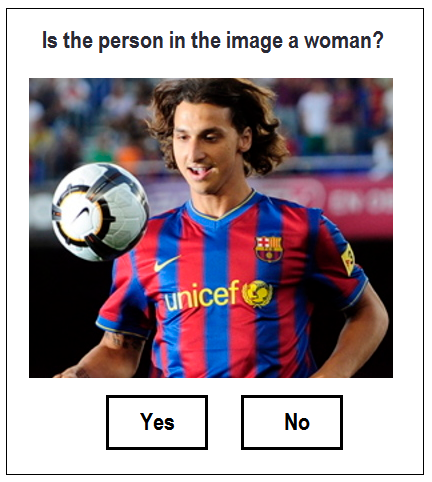 Is the person in the image a woman?
unicef
Yes
No